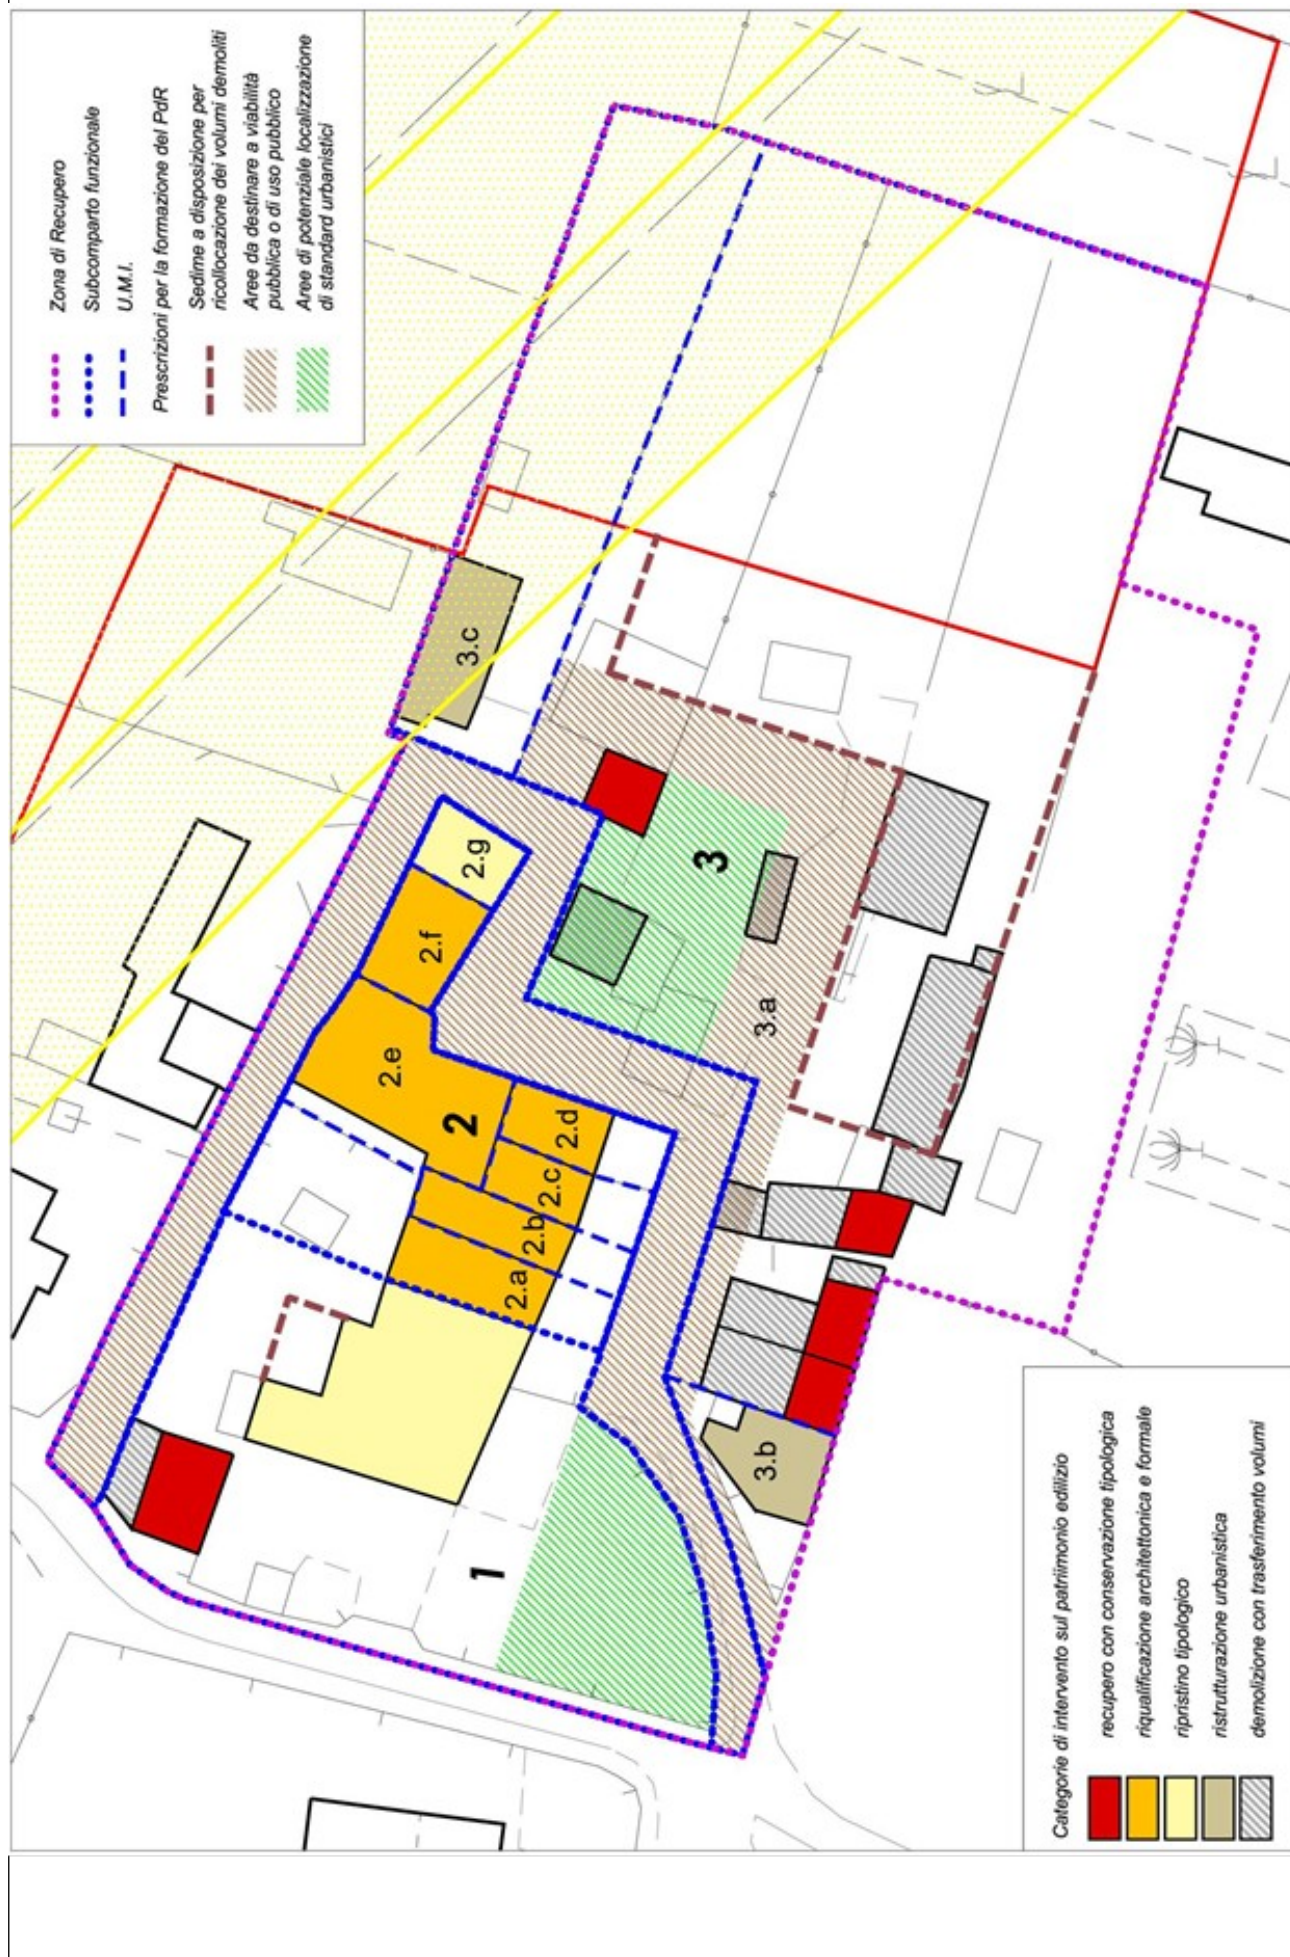 Zona di Recupero
Subcomparto funzionale
U.M.I.
Prescrizioni per la formazione del PdR
Sedime a disposizione per
ricollocazione dei volumi demoliti
Aree da destinare a viabilità
pubblica o di uso pubblico
Aree di potenziale localizzazione
di standard urbanistici
3.c
2.g
2.f
2.e
2
2.d
2.c
2.b
2.a
3
3.a
3.b
1
Categorie di intervento sul patrimonio edilizio
recupero con conservazione tipologica
riqualificazione architettonica e formale
ripristino tipologico
ristrutturazione urbanistica
demolizione con trasferimento volumi